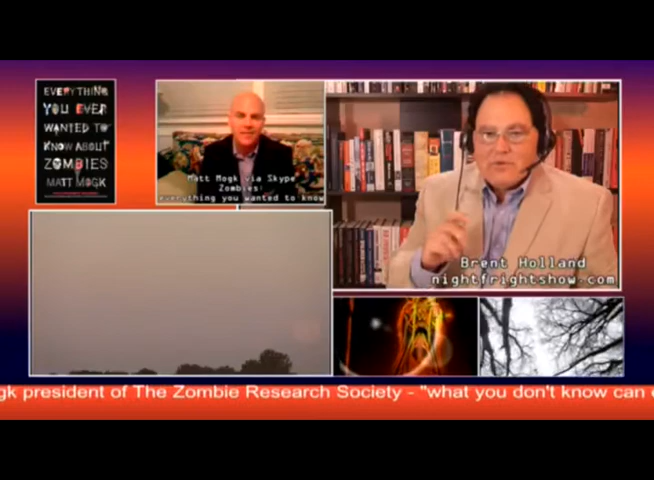 EVERYTHING
YOU EVER
WANTED TO
KNOW ABOUT
ZOMBIES
MATT MOGK
Matt Mogk via Skype
Zombies:
everything you wanted to know
Brent Holland
nightfrightshow.com
gk president of The Zombie Research Society - "what you don't know can